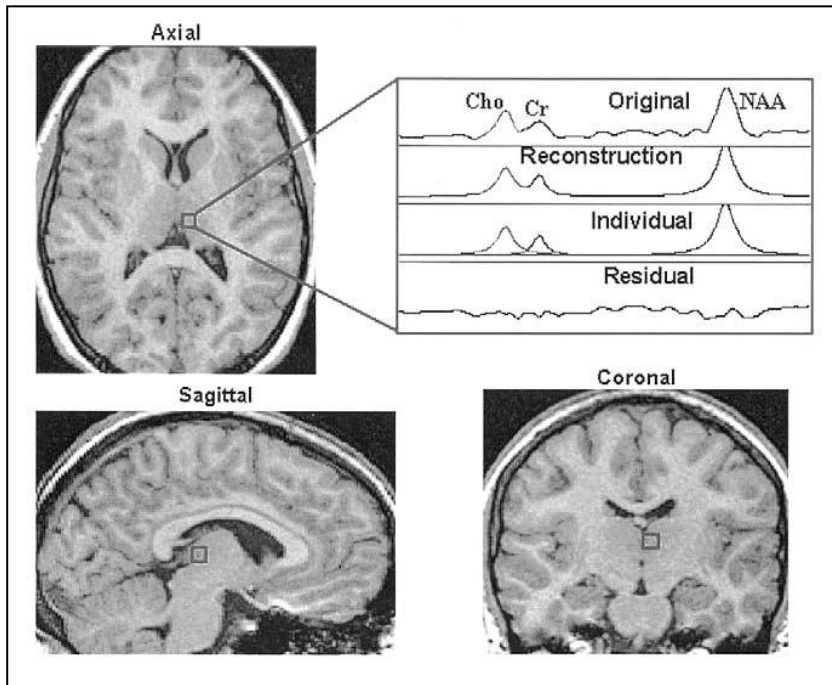 Axial
Cho
Cr
Original
NAA
Reconstruction
Individual
Residual
Sagittal
Coronal